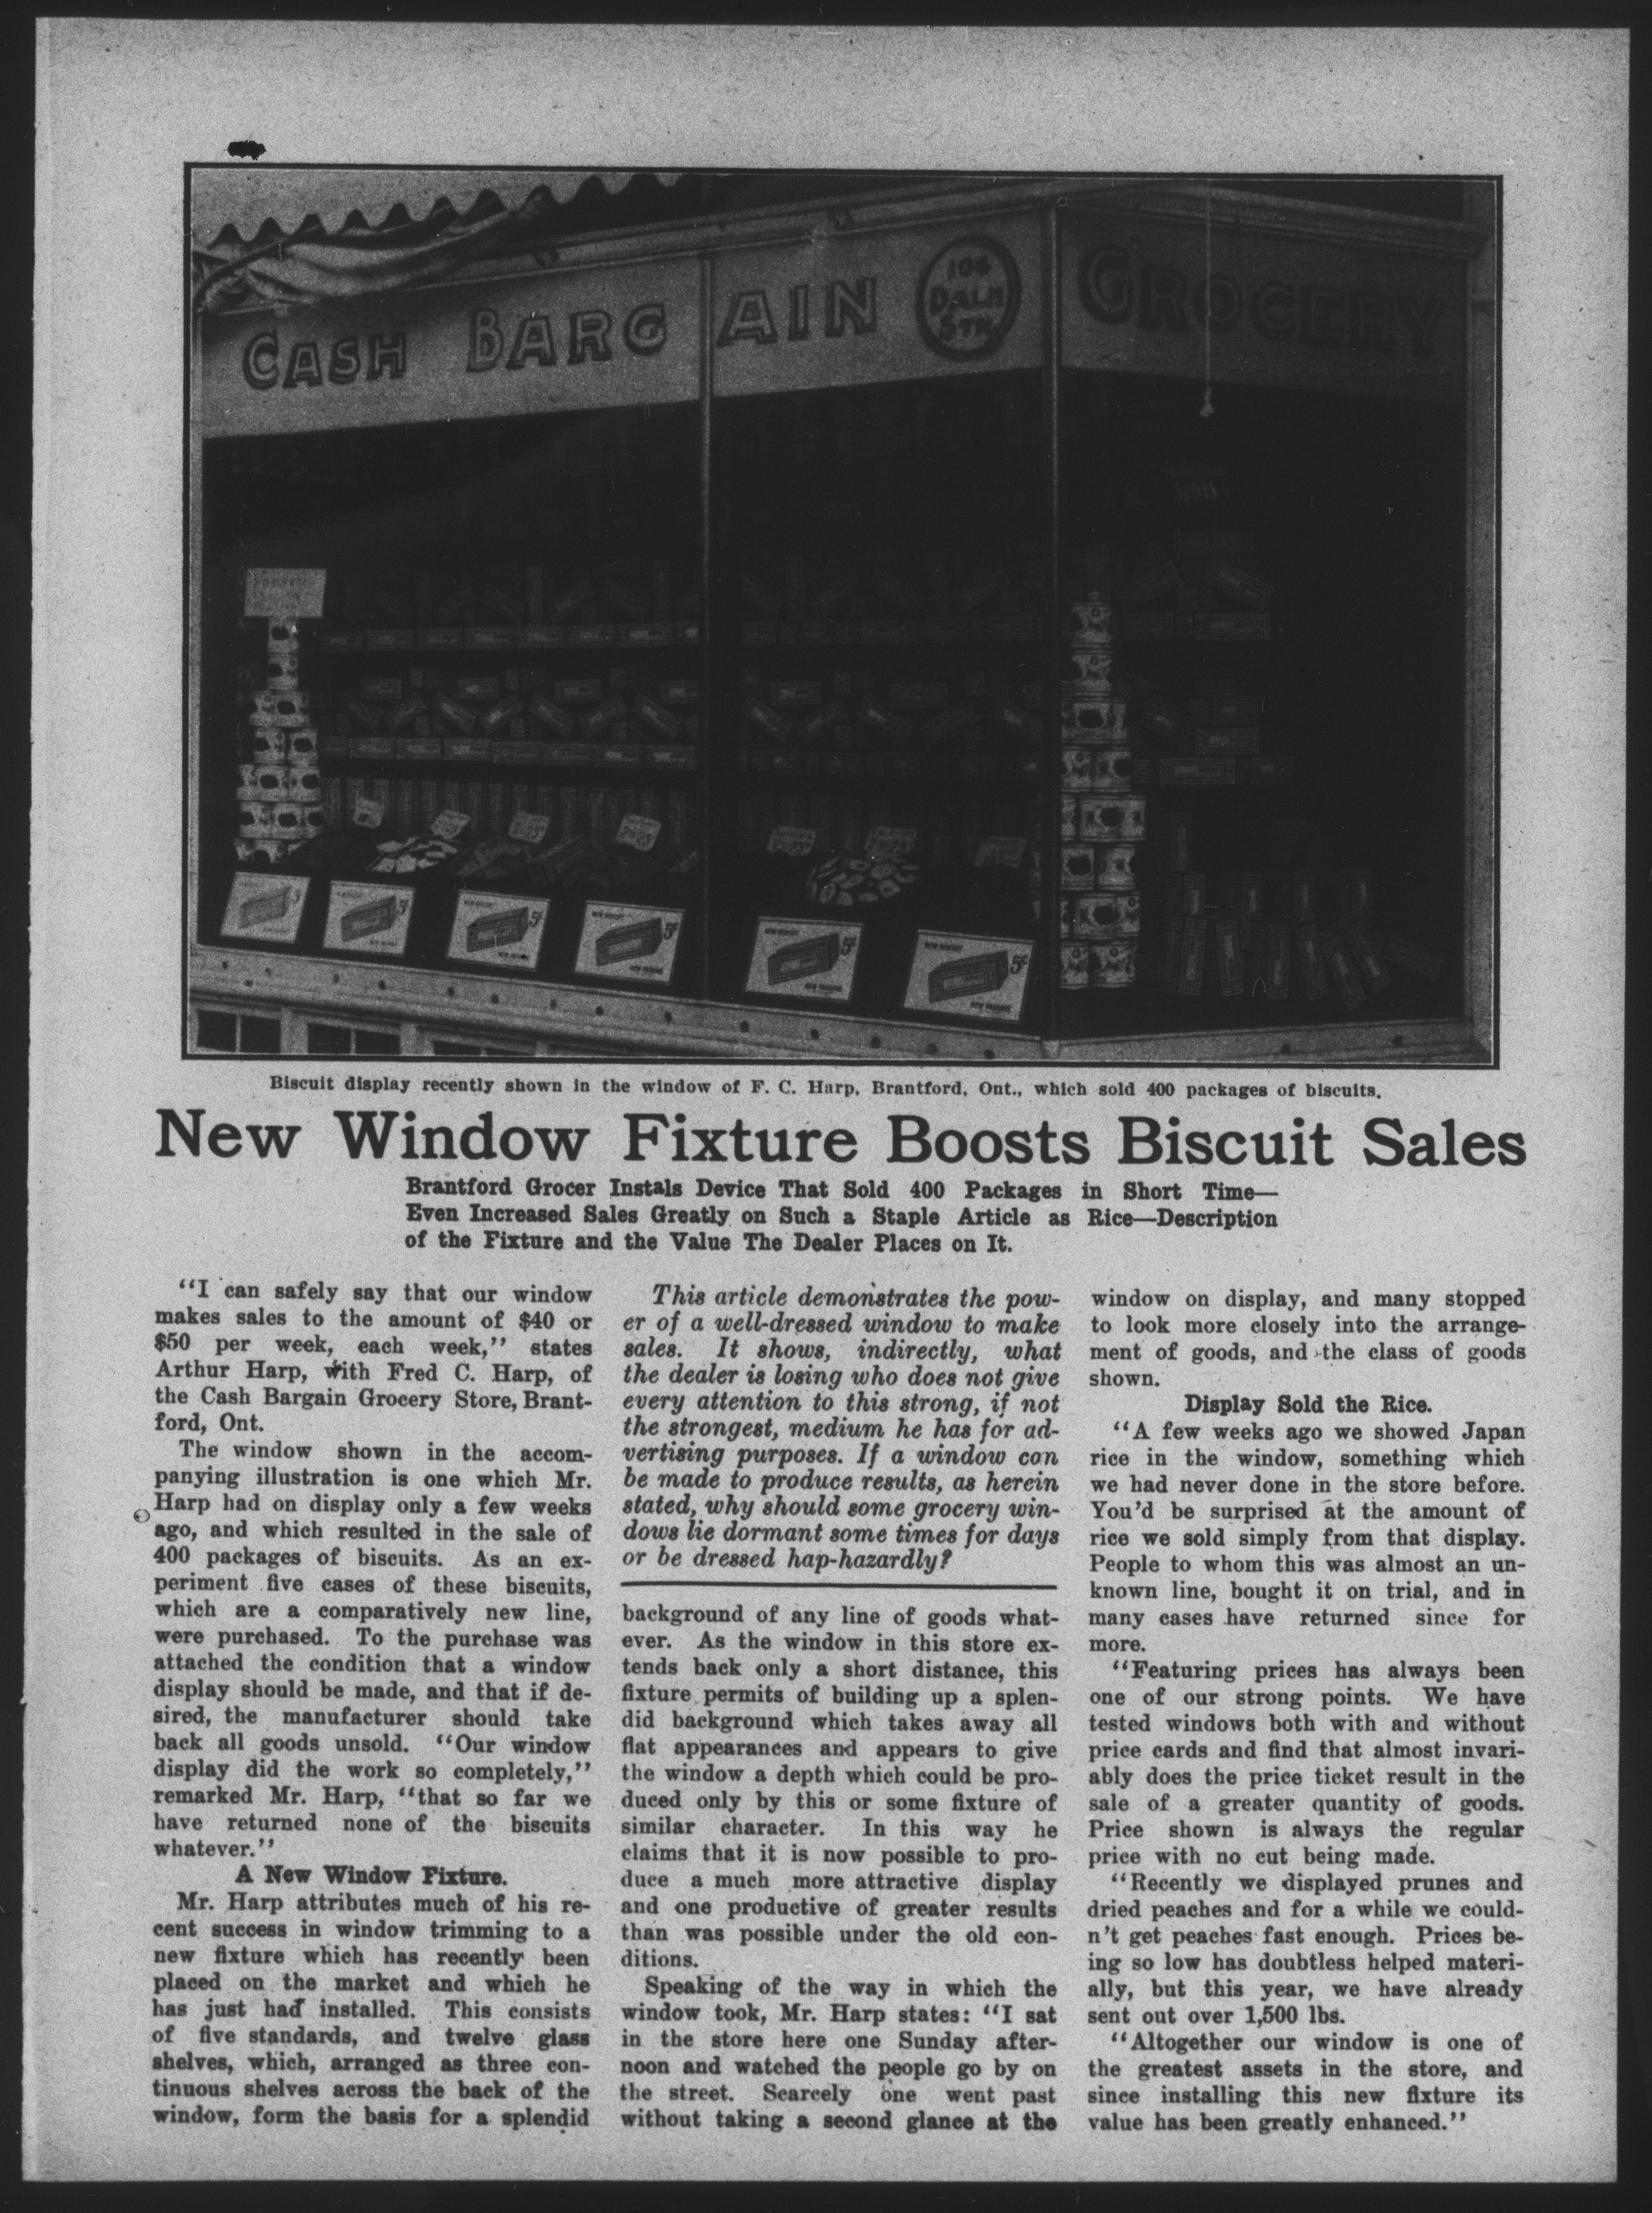 CASH BARGAIN
104
DALH
STR
GROCERY
5¢
5¢
NEW BISCUIT
5¢
NEW PACKAGE
NEW BISCUIT
5¢
NEW PACKAGE
NEW BISCUIT
5¢
NEW PACKAGE
NEW BISCUIT
5¢
NEW PACKAGE
Biscuit display recently shown in the window of F. C. Harp, Brantford, Ont., which sold 400 packages of biscuits.
New Window Fixture Boosts Biscuit Sales
Brantford Grocer Instals Device That Sold 400 Packages in Short Time—
Even Increased Sales Greatly on Such a Staple Article as Rice—Description
of the Fixture and the Value The Dealer Places on It.
“I can safely say that our window
makes sales to the amount of $40 or
$50 per week, each week,” states
Arthur Harp, with Fred C. Harp, of
the Cash Bargain Grocery Store, Brant-
ford, Ont.
The window shown in the accom-
panying illustration is one which Mr.
Harp had on display only a few weeks
ago, and which resulted in the sale of
400 packages of biscuits. As an ex-
periment five cases of these biscuits,
which are a comparatively new line,
were purchased. To the purchase was
attached the condition that a window
display should be made, and that if de-
sired, the manufacturer should take
back all goods unsold. “Our window
display did the work so completely,”
remarked Mr. Harp, “that so far we
have returned none of the biscuits
whatever.”
A New Window Fixture.
Mr. Harp attributes much of his re-
cent success in window trimming to a
new fixture which has recently been
placed on the market and which he
has just had installed. This consists
of five standards, and twelve glass
shelves, which, arranged as three con-
tinuous shelves across the back of the
window, form the basis for a splendid
This article demonstrates the pow-
er of a well-dressed window to make
sales. It shows, indirectly, what
the dealer is losing who does not give
every attention to this strong, if not
the strongest, medium he has for ad-
vertising purposes. If a window can
be made to produce results, as herein
stated, why should some grocery win-
dows lie dormant some times for days
or be dressed hap-hazardly?
background of any line of goods what-
ever. As the window in this store ex-
tends back only a short distance, this
fixture permits of building up a splen-
did background which takes away all
flat appearances and appears to give
the window a depth which could be pro-
duced only by this or some fixture of
similar character. In this way he
claims that it is now possible to pro-
duce a much more attractive display
and one productive of greater results
than was possible under the old con-
ditions.
Speaking of the way in which the
window took, Mr. Harp states: “I sat
in the store here one Sunday after-
noon and watched the people go by on
the street. Scarcely one went past
without taking a second glance at the
window on display, and many stopped
to look more closely into the arrange-
ment of goods, and the class of goods
shown.
Display Sold the Rice.
“A few weeks ago we showed Japan
rice in the window, something which
we had never done in the store before.
You’d be surprised at the amount of
rice we sold simply from that display.
People to whom this was almost an un-
known line, bought it on trial, and in
many cases have returned since for
more.
“Featuring prices has always been
one of our strong points. We have
tested windows both with and without
price cards and find that almost invari-
ably does the price ticket result in the
sale of a greater quantity of goods.
Price shown is always the regular
price with no cut being made.
“Recently we displayed prunes and
dried peaches and for a while we could-
n’t get peaches fast enough. Prices be-
ing so low has doubtless helped materi-
ally, but this year, we have already
sent out over 1,500 lbs.
“Altogether our window is one of
the greatest assets in the store, and
since installing this new fixture its
value has been greatly enhanced.”